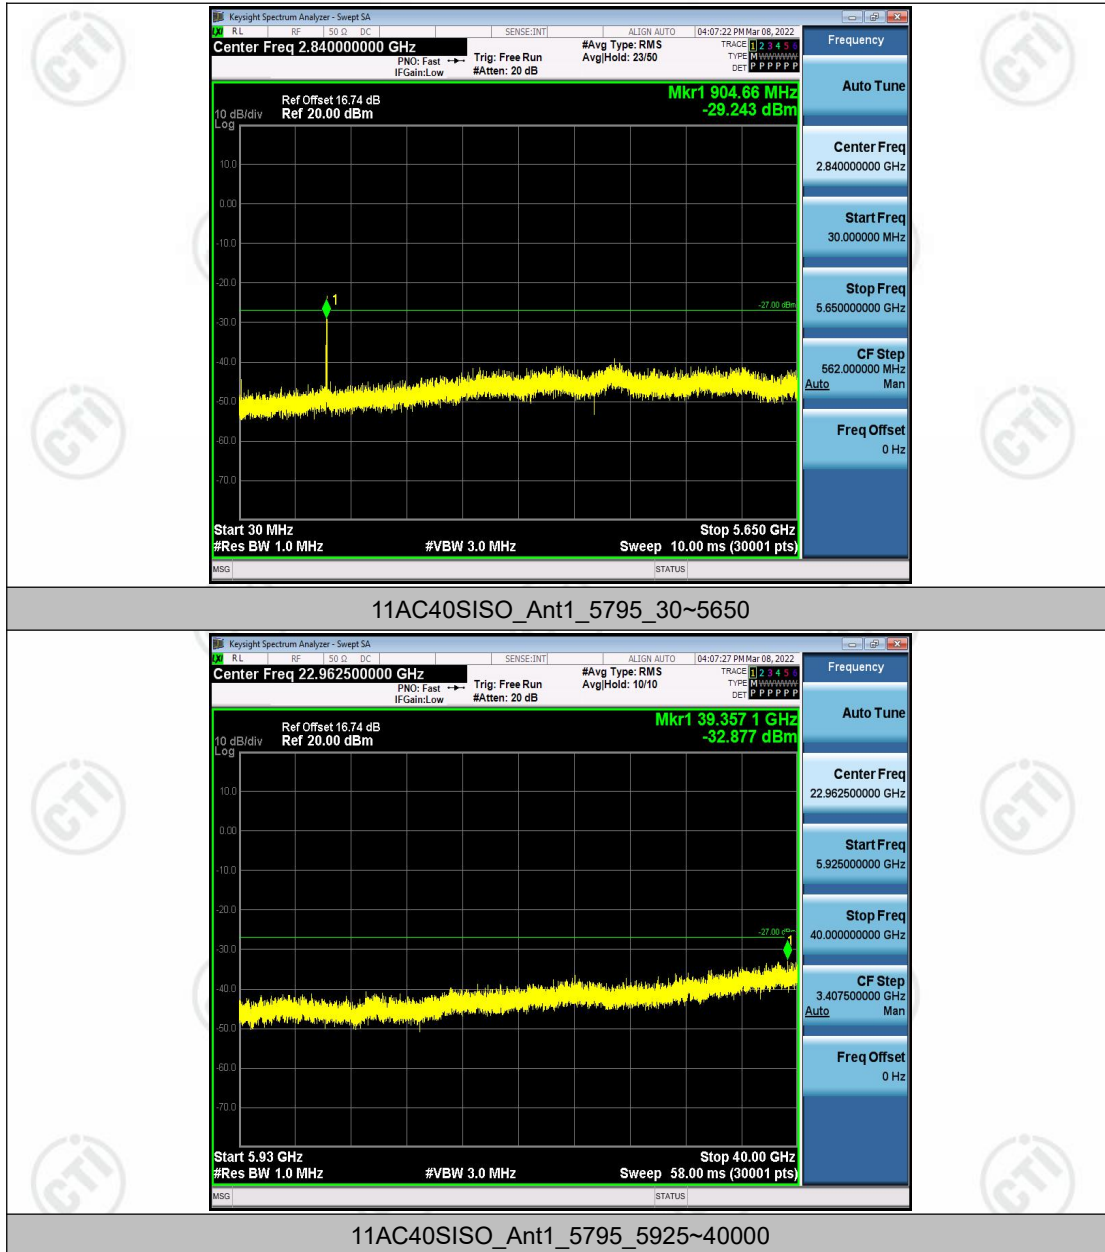 Keysight Spectrum Analyzer - Swept SA
RL RF 50 Ω DC SENSE:INT ALIGN AUTO 04:07:22 PM Mar 08, 2022
Center Freq 2.840000000 GHz #Avg Type: RMS TRACE 1 2 3 4 5 6
PNO: Fast Trig: Free Run Avg|Hold: 23/50 TYPE M WWWWW
IFGain:Low #Atten: 20 dB DET P P P P P P
Frequency
Auto Tune
Mkr1 904.66 MHz
Ref Offset 16.74 dB
10 dB/div Ref 20.00 dBm -29.243 dBm
Log
10.0
0.00
-10.0
-20.0
1
-27.00 dBm
-30.0
-40.0
-50.0
-60.0
-70.0
Center Freq
2.840000000 GHz
Start Freq
30.000000 MHz
Stop Freq
5.650000000 GHz
CF Step
562.000000 MHz
Auto Man
Freq Offset
0 Hz
Start 30 MHz Stop 5.650 GHz
#Res BW 1.0 MHz #VBW 3.0 MHz Sweep 10.00 ms (30001 pts)
MSG STATUS
11AC40SISO_Ant1_5795_30~5650
Keysight Spectrum Analyzer - Swept SA
RL RF 50 Ω DC SENSE:INT ALIGN AUTO 04:07:27 PM Mar 08, 2022
Center Freq 22.962500000 GHz #Avg Type: RMS TRACE 1 2 3 4 5 6
PNO: Fast Trig: Free Run Avg|Hold: 10/10 TYPE M WWWWW
IFGain:Low #Atten: 20 dB DET P P P P P P
Frequency
Auto Tune
Mkr1 39.357 1 GHz
Ref Offset 16.74 dB
10 dB/div Ref 20.00 dBm -32.877 dBm
Log
10.0
0.00
-10.0
-20.0
-27.00
1
-30.0
-40.0
-50.0
-60.0
-70.0
Center Freq
22.962500000 GHz
Start Freq
5.925000000 GHz
Stop Freq
40.000000000 GHz
CF Step
3.407500000 GHz
Auto Man
Freq Offset
0 Hz
Start 5.93 GHz Stop 40.00 GHz
#Res BW 1.0 MHz #VBW 3.0 MHz Sweep 58.00 ms (30001 pts)
MSG STATUS
11AC40SISO_Ant1_5795_5925~40000
CTI
CTI
CTI
CTI
CTI
CTI
CTI
CTI